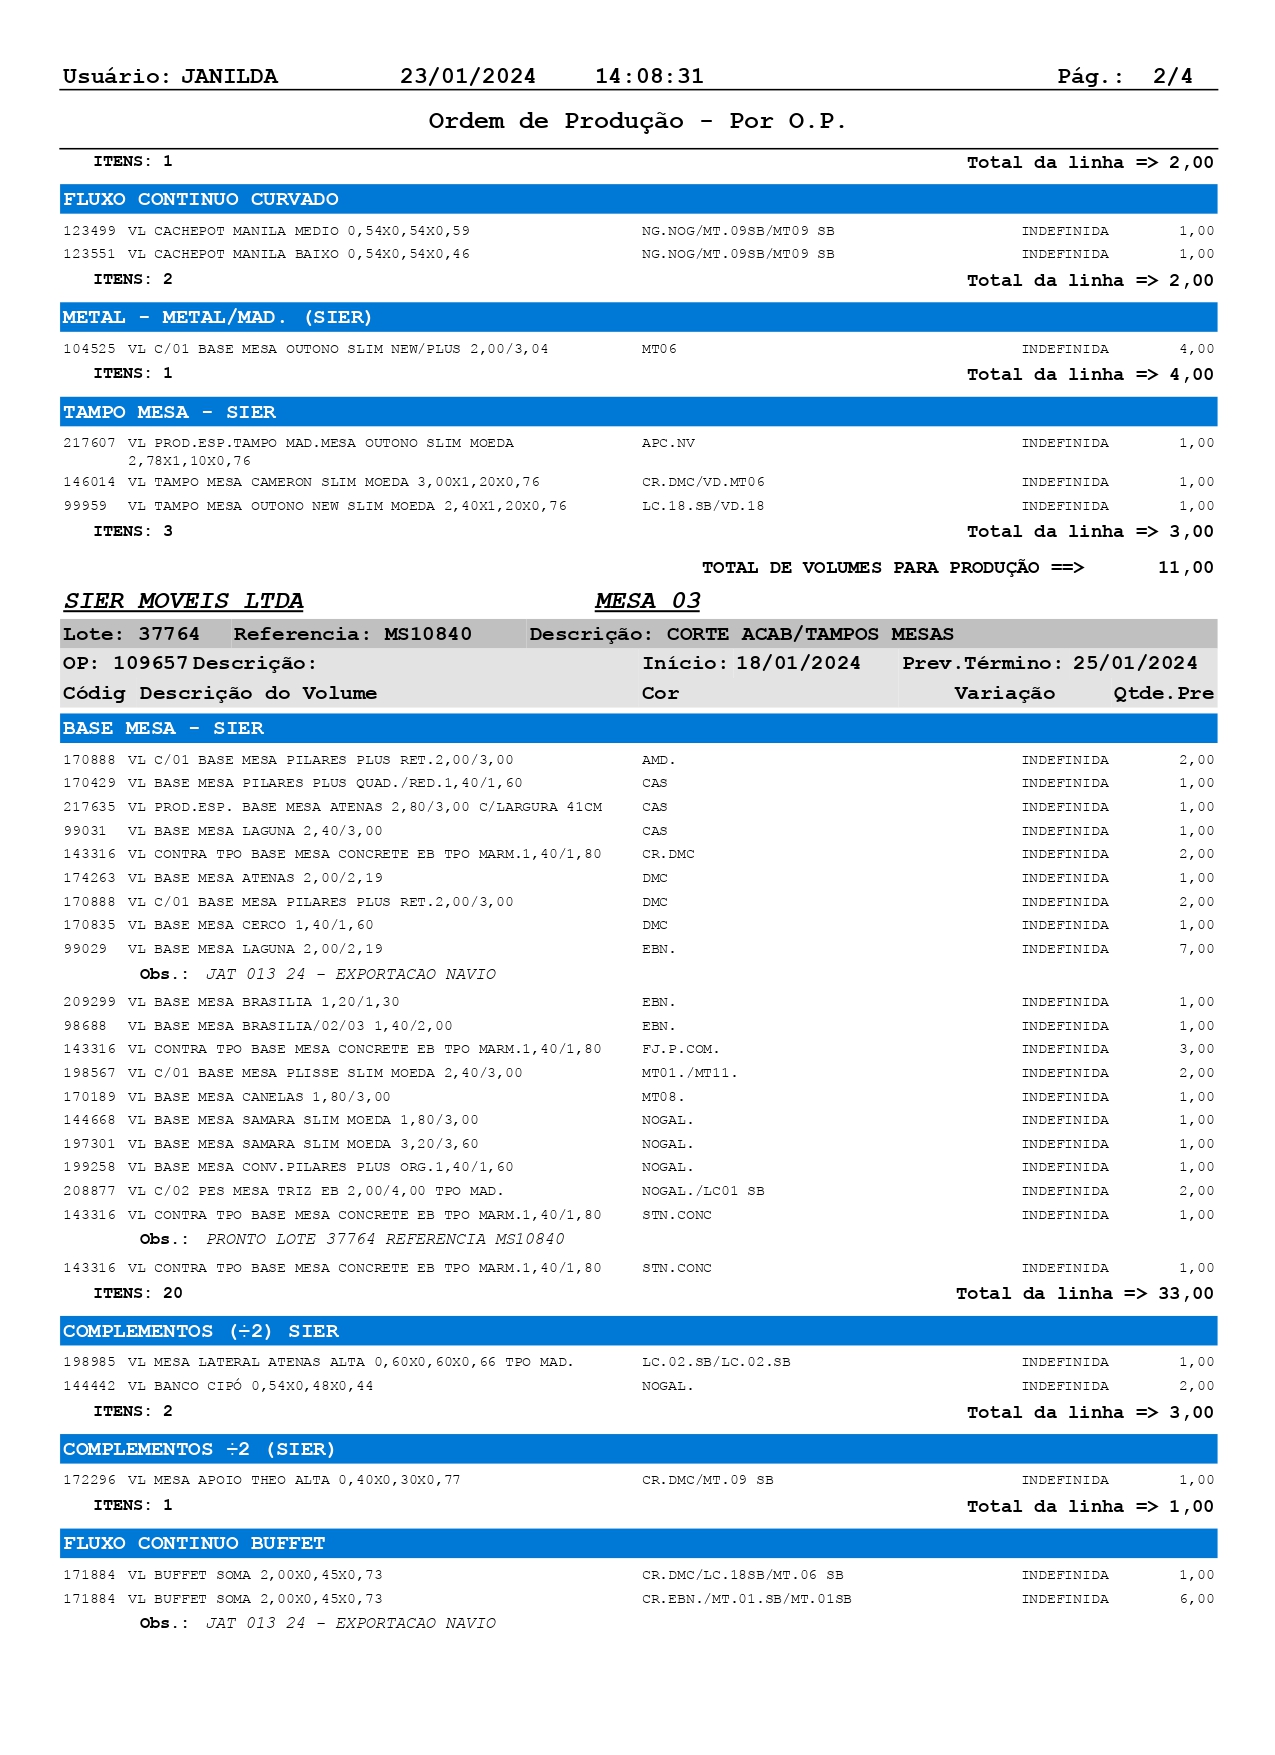 Usuário: JANILDA 23/01/2024 14:08:31 Pág.: 2/4
Ordem de Produção - Por O.P.
ITENS: 1 Total da linha => 2,00
FLUXO CONTINUO CURVADO
123499 VL CACHEPOT MANILA MEDIO 0,54X0,54X0,59 NG.NOG/MT.09SB/MT09 SB INDEFINIDA 1,00
123551 VL CACHEPOT MANILA BAIXO 0,54X0,54X0,46 NG.NOG/MT.09SB/MT09 SB INDEFINIDA 1,00
ITENS: 2 Total da linha => 2,00
METAL - METAL/MAD. (SIER)
104525 VL C/01 BASE MESA OUTONO SLIM NEW/PLUS 2,00/3,04 MT06 INDEFINIDA 4,00
ITENS: 1 Total da linha => 4,00
TAMPO MESA - SIER
217607 VL PROD.ESP.TAMPO MAD.MESA OUTONO SLIM MOEDA APC.NV INDEFINIDA 1,00
2,78X1,10X0,76
146014 VL TAMPO MESA CAMERON SLIM MOEDA 3,00X1,20X0,76 CR.DMC/VD.MT06 INDEFINIDA 1,00
99959 VL TAMPO MESA OUTONO NEW SLIM MOEDA 2,40X1,20X0,76 LC.18.SB/VD.18 INDEFINIDA 1,00
ITENS: 3 Total da linha => 3,00
TOTAL DE VOLUMES PARA PRODUÇÃO ==> 11,00
SIER MOVEIS LTDA MESA 03
Lote: 37764 Referencia: MS10840 Descrição: CORTE ACAB/TAMPOS MESAS
OP: 109657 Descrição: Início: 18/01/2024 Prev.Término: 25/01/2024
Códig Descrição do Volume Cor Variação Qtde.Pre
BASE MESA - SIER
170888 VL C/01 BASE MESA PILARES PLUS RET.2,00/3,00 AMD. INDEFINIDA 2,00
170429 VL BASE MESA PILARES PLUS QUAD./RED.1,40/1,60 CAS INDEFINIDA 1,00
217635 VL PROD.ESP. BASE MESA ATENAS 2,80/3,00 C/LARGURA 41CM CAS INDEFINIDA 1,00
99031 VL BASE MESA LAGUNA 2,40/3,00 CAS INDEFINIDA 1,00
143316 VL CONTRA TPO BASE MESA CONCRETE EB TPO MARM.1,40/1,80 CR.DMC INDEFINIDA 2,00
174263 VL BASE MESA ATENAS 2,00/2,19 DMC INDEFINIDA 1,00
170888 VL C/01 BASE MESA PILARES PLUS RET.2,00/3,00 DMC INDEFINIDA 2,00
170835 VL BASE MESA CERCO 1,40/1,60 DMC INDEFINIDA 1,00
99029 VL BASE MESA LAGUNA 2,00/2,19 EBN. INDEFINIDA 7,00
Obs.: JAT 013 24 - EXPORTACAO NAVIO
209299 VL BASE MESA BRASILIA 1,20/1,30 EBN. INDEFINIDA 1,00
98688 VL BASE MESA BRASILIA/02/03 1,40/2,00 EBN. INDEFINIDA 1,00
143316 VL CONTRA TPO BASE MESA CONCRETE EB TPO MARM.1,40/1,80 FJ.P.COM. INDEFINIDA 3,00
198567 VL C/01 BASE MESA PLISSE SLIM MOEDA 2,40/3,00 MT01./MT11. INDEFINIDA 2,00
170189 VL BASE MESA CANELAS 1,80/3,00 MT08. INDEFINIDA 1,00
144668 VL BASE MESA SAMARA SLIM MOEDA 1,80/3,00 NOGAL. INDEFINIDA 1,00
197301 VL BASE MESA SAMARA SLIM MOEDA 3,20/3,60 NOGAL. INDEFINIDA 1,00
199258 VL BASE MESA CONV.PILARES PLUS ORG.1,40/1,60 NOGAL. INDEFINIDA 1,00
208877 VL C/02 PES MESA TRIZ EB 2,00/4,00 TPO MAD. NOGAL./LC01 SB INDEFINIDA 2,00
143316 VL CONTRA TPO BASE MESA CONCRETE EB TPO MARM.1,40/1,80 STN.CONC INDEFINIDA 1,00
Obs.: PRONTO LOTE 37764 REFERENCIA MS10840
143316 VL CONTRA TPO BASE MESA CONCRETE EB TPO MARM.1,40/1,80 STN.CONC INDEFINIDA 1,00
ITENS: 20 Total da linha => 33,00
COMPLEMENTOS (÷2) SIER
198985 VL MESA LATERAL ATENAS ALTA 0,60X0,60X0,66 TPO MAD. LC.02.SB/LC.02.SB INDEFINIDA 1,00
144442 VL BANCO CIPÓ 0,54X0,48X0,44 NOGAL. INDEFINIDA 2,00
ITENS: 2 Total da linha => 3,00
COMPLEMENTOS ÷2 (SIER)
172296 VL MESA APOIO THEO ALTA 0,40X0,30X0,77 CR.DMC/MT.09 SB INDEFINIDA 1,00
ITENS: 1 Total da linha => 1,00
FLUXO CONTINUO BUFFET
171884 VL BUFFET SOMA 2,00X0,45X0,73 CR.DMC/LC.18SB/MT.06 SB INDEFINIDA 1,00
171884 VL BUFFET SOMA 2,00X0,45X0,73 CR.EBN./MT.01.SB/MT.01SB INDEFINIDA 6,00
Obs.: JAT 013 24 - EXPORTACAO NAVIO